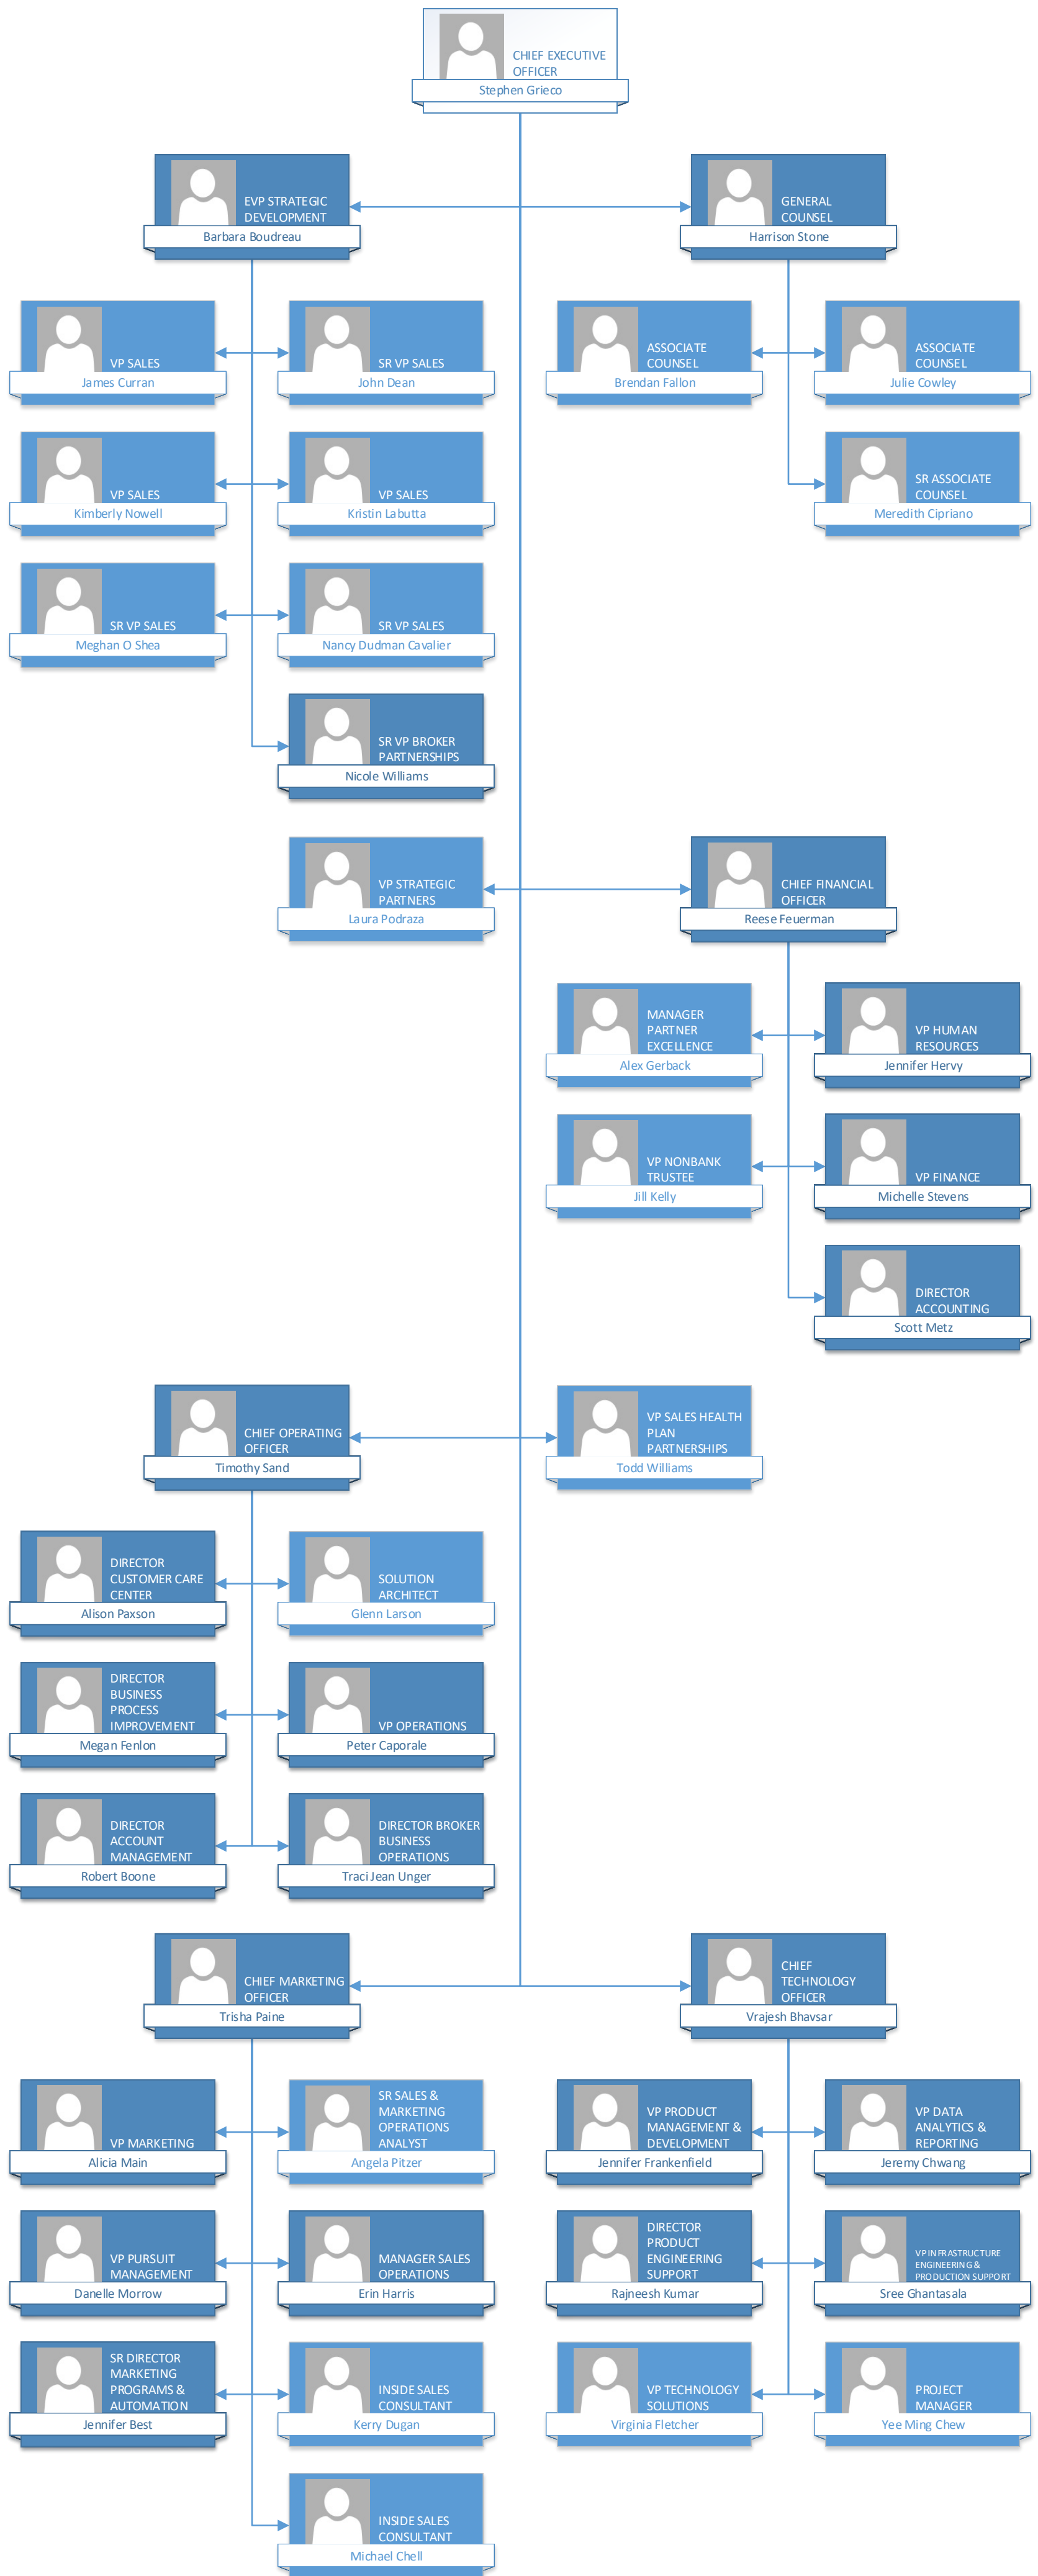 CHIEF EXECUTIVE
OFFICER
Stephen Grieco
EVP STRATEGIC
DEVELOPMENT
Barbara Boudreau
GENERAL
COUNSEL
Harrison Stone
VP SALES
James Curran
SR VP SALES
John Dean
ASSOCIATE
COUNSEL
Brendan Fallon
ASSOCIATE
COUNSEL
Julie Cowley
VP SALES
Kimberly Nowell
VP SALES
Kristin Labutta
SR ASSOCIATE
COUNSEL
Meredith Cipriano
SR VP SALES
Meghan O Shea
SR VP SALES
Nancy Dudman Cavalier
SR VP BROKER
PARTNERSHIPS
Nicole Williams
VP STRATEGIC
PARTNERS
Laura Podraza
CHIEF FINANCIAL
OFFICER
Reese Feuerman
MANAGER
PARTNER
EXCELLENCE
Alex Gerback
VP HUMAN
RESOURCES
Jennifer Hervy
VP NONBANK
TRUSTEE
Jill Kelly
VP FINANCE
Michelle Stevens
DIRECTOR
ACCOUNTING
Scott Metz
CHIEF OPERATING
OFFICER
Timothy Sand
VP SALES HEALTH
PLAN
PARTNERSHIPS
Todd Williams
DIRECTOR
CUSTOMER CARE
CENTER
Alison Paxson
SOLUTION
ARCHITECT
Glenn Larson
DIRECTOR
BUSINESS
PROCESS
IMPROVEMENT
Megan Fenlon
VP OPERATIONS
Peter Caporale
DIRECTOR
ACCOUNT
MANAGEMENT
Robert Boone
DIRECTOR BROKER
BUSINESS
OPERATIONS
Traci Jean Unger
CHIEF MARKETING
OFFICER
Trisha Paine
CHIEF
TECHNOLOGY
OFFICER
Vrajesh Bhavsar
VP MARKETING
Alicia Main
SR SALES &
MARKETING
OPERATIONS
ANALYST
Angela Pitzer
VP PRODUCT
MANAGEMENT &
DEVELOPMENT
Jennifer Frankenfield
VP DATA
ANALYTICS &
REPORTING
Jeremy Chwang
VP PURSUIT
MANAGEMENT
Danelle Morrow
MANAGER SALES
OPERATIONS
Erin Harris
DIRECTOR
PRODUCT
ENGINEERING
SUPPORT
Rajneesh Kumar
VP INFRASTRUCTURE
ENGINEERING &
PRODUCTION SUPPORT
Sree Ghantasala
SR DIRECTOR
MARKETING
PROGRAMS &
AUTOMATION
Jennifer Best
INSIDE SALES
CONSULTANT
Kerry Dugan
VP TECHNOLOGY
SOLUTIONS
Virginia Fletcher
PROJECT
MANAGER
Yee Ming Chew
INSIDE SALES
CONSULTANT
Michael Chell